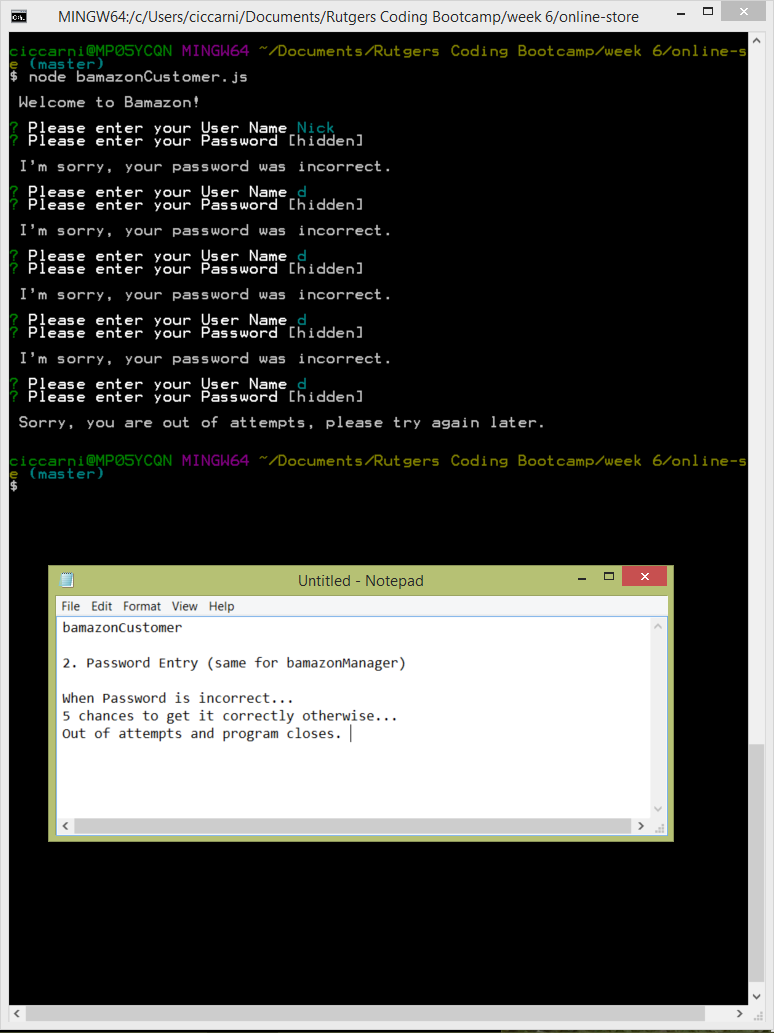 MINGW64:/c/Users/ciccarni/Documents/Rutgers Coding Bootcamp/week 6/online-store
ciccarni@MP05YCQN MINGW64 ~/Documents/Rutgers Coding Bootcamp/week 6/online-s
e (master)
$ node bamazonCustomer.js
Welcome to Bamazon!
? Please enter your User Name Nick
? Please enter your Password [hidden]
I'm sorry, your password was incorrect.
? Please enter your User Name d
? Please enter your Password [hidden]
I'm sorry, your password was incorrect.
? Please enter your User Name d
? Please enter your Password [hidden]
I'm sorry, your password was incorrect.
? Please enter your User Name d
? Please enter your Password [hidden]
I'm sorry, your password was incorrect.
? Please enter your User Name d
? Please enter your Password [hidden]
Sorry, you are out of attempts, please try again later.
ciccarni@MP05YCQN MINGW64 ~/Documents/Rutgers Coding Bootcamp/week 6/online-s
e (master)
$
Untitled - Notepad
File Edit Format View Help
bamazonCustomer
2. Password Entry (same for bamazonManager)
When Password is incorrect...
5 chances to get it correctly otherwise...
Out of attempts and program closes.